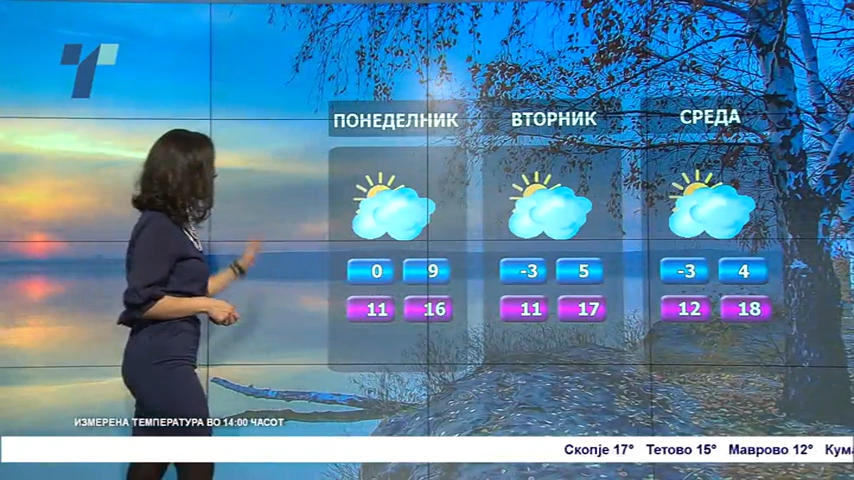 ПОНЕДЕЛНИК ВТОРНИК СРЕДА
0 9 -3 5 -3 4
11 16 11 17 12 18
ИЗМЕРЕНА ТЕМПЕРАТУРА ВО 14:00 ЧАСОТ
Скопје 17° Тетово 15° Маврово 12°